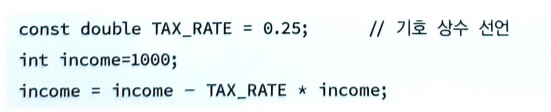 const double TAX_RATE = 0.25; // 기호 상수 선언
int income=1000;
income = income - TAX_RATE * income;